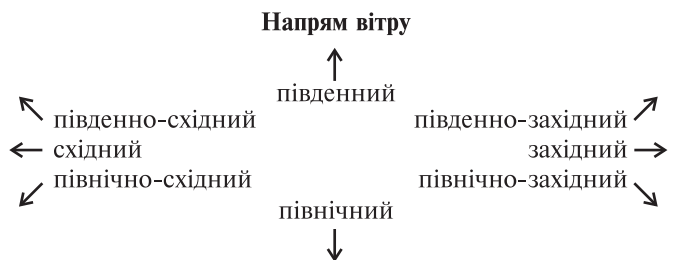 Напрям вітру
південний
південно-східний південно-західний
східний західний
північно-східний північно-західний
північний